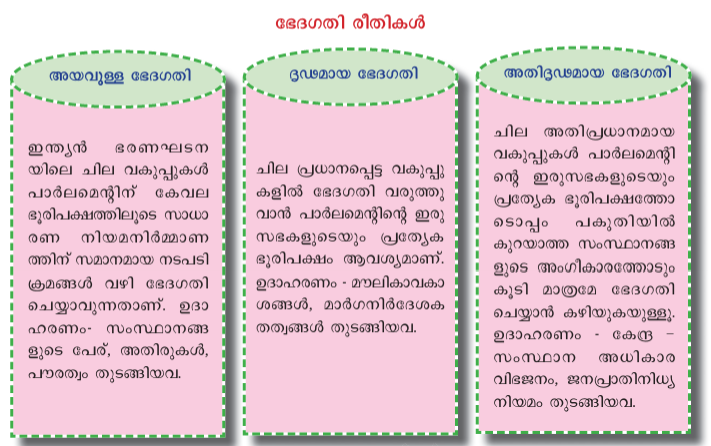 ഭേദഗതി രീതികൾ
അയവുള്ള ഭേദഗതി
ഇന്ത്യൻ ഭരണഘടന
യിലെ ചില വകുപ്പുകൾ
പാർലമെന്റിന് കേവല
ഭൂരിപക്ഷത്തിലൂടെ സാധാ
രണ നിയമനിർമ്മാണ
ത്തിന് സമാനമായ നടപടി
ക്രമങ്ങൾ വഴി ഭേദഗതി
ചെയ്യാവുന്നതാണ്. ഉദാ
ഹരണം- സംസ്ഥാനങ്ങ
ളുടെ പേര്, അതിരുകൾ,
പൗരത്വം തുടങ്ങിയവ.
ദൃഢമായ ഭേദഗതി
ചില പ്രധാനപ്പെട്ട വകുപ്പു
കളിൽ ഭേദഗതി വരുത്തു
വാൻ പാർലമെന്റിന്റെ ഇരു
സഭകളുടെയും പ്രത്യേക
ഭൂരിപക്ഷം ആവശ്യമാണ്.
ഉദാഹരണം - മൗലികാവകാ
ശങ്ങൾ, മാർഗനിർദേശക
തത്വങ്ങൾ തുടങ്ങിയവ.
അതിദൃഢമായ ഭേദഗതി
ചില അതിപ്രധാനമായ
വകുപ്പുകൾ പാർലമെന്റി
ന്റെ ഇരുസഭകളുടെയും
പ്രത്യേക ഭൂരിപക്ഷത്തോ
ടൊപ്പം പകുതിയിൽ
കുറയാത്ത സംസ്ഥാനങ്ങ
ളുടെ അംഗീകാരത്തോടും
കൂടി മാത്രമേ ഭേദഗതി
ചെയ്യാൻ കഴിയുകയുള്ളൂ.
ഉദാഹരണം - കേന്ദ്ര –
സംസ്ഥാന അധികാര
വിഭജനം, ജനപ്രാതിനിധ്യ
നിയമം തുടങ്ങിയവ.